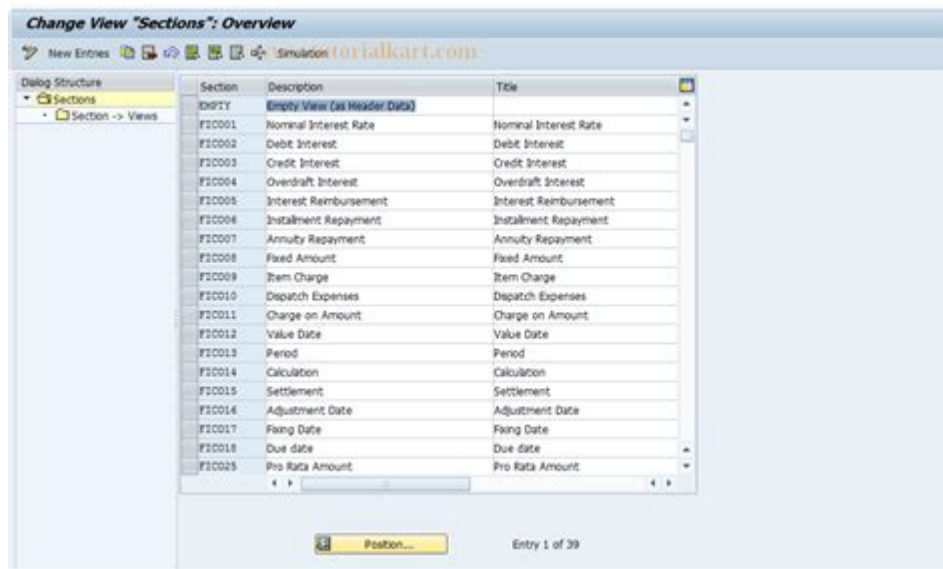 Change View "Sections": Overview
New Entries Simulation
torialkart.com
Dialog Structure
Sections
Section -> Views
Section Description Title
EMPTY Empty View (as Header Data)
FIC001 Nominal Interest Rate Nominal Interest Rate
FIC002 Debit Interest Debit Interest
FIC003 Credit Interest Credit Interest
FIC004 Overdraft Interest Overdraft Interest
FIC005 Interest Reimbursement Interest Reimbursement
FIC006 Installment Repayment Installment Repayment
FIC007 Annuity Repayment Annuity Repayment
FIC008 Fixed Amount Fixed Amount
FIC009 Item Charge Item Charge
FIC010 Dispatch Expenses Dispatch Expenses
FIC011 Charge on Amount Charge on Amount
FIC012 Value Date Value Date
FIC013 Period Period
FIC014 Calculation Calculation
FIC015 Settlement Settlement
FIC016 Adjustment Date Adjustment Date
FIC017 Fixing Date Fixing Date
FIC018 Due date Due date
FIC025 Pro Rata Amount Pro Rata Amount
Position... Entry 1 of 39